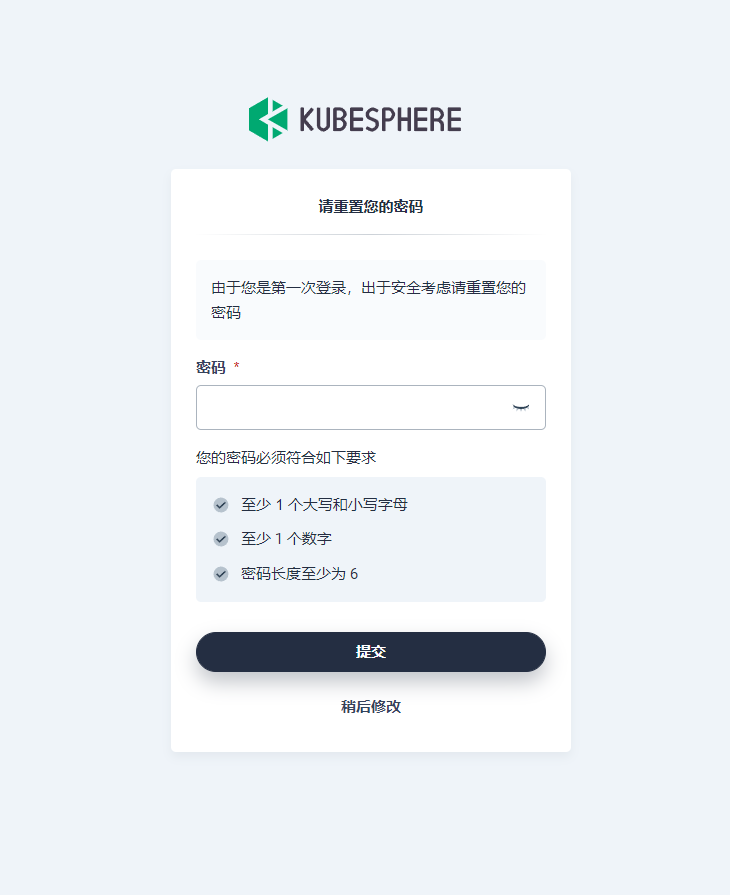 KUBESPHERE
请重置您的密码
由于您是第一次登录，出于安全考虑请重置您的
密码
密码 *
您的密码必须符合如下要求
至少 1 个大写和小写字母
至少 1 个数字
密码长度至少为 6
提交
稍后修改